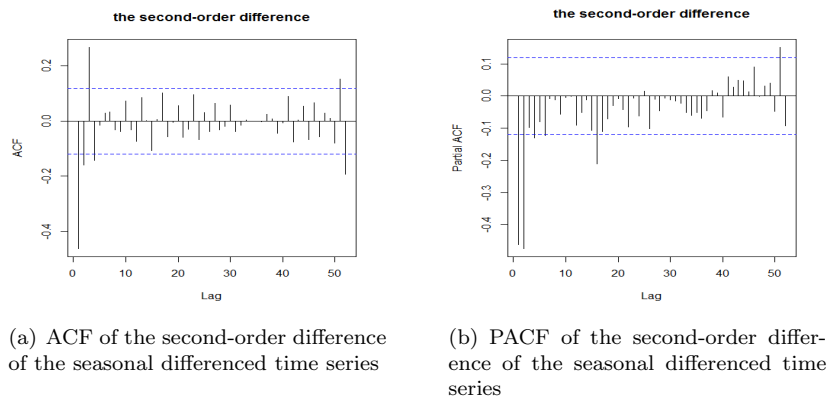 the second-order difference
ACF
0.2
0.0
-0.2
-0.4
0 10 20 30 40 50
Lag
(a) ACF of the second-order difference
of the seasonal differenced time series
the second-order difference
Partial ACF
0.1
0.0
-0.1
-0.2
-0.3
-0.4
0 10 20 30 40 50
Lag
(b) PACF of the second-order differ-
ence of the seasonal differenced time
series